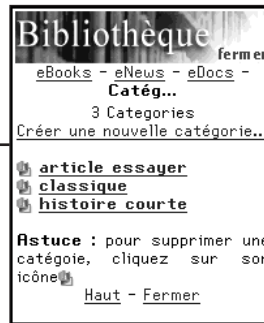 Bibliothèque
fermer
eBooks - eNews - eDocs -
Catég...
3 Categories
Créer une nouvelle catégorie..
article essayer
classique
histoire courte
Astuce : pour supprimer une
catégoie, cliquez sur son
icône
Haut - Fermer